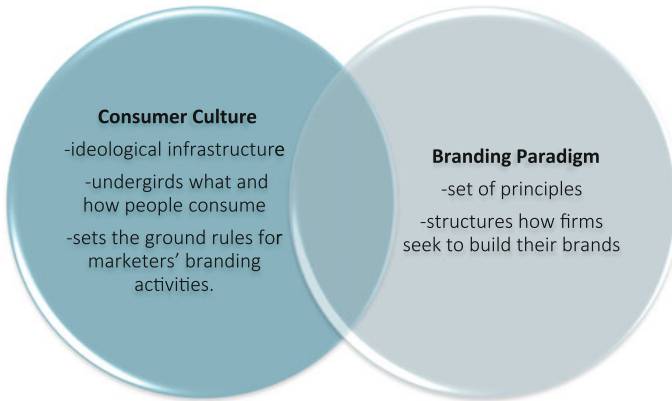 Consumer Culture
-ideological infrastructure
-undergirds what and
how people consume
-sets the ground rules for
marketers’ branding
activities.
Branding Paradigm
-set of principles
-structures how firms
seek to build their brands